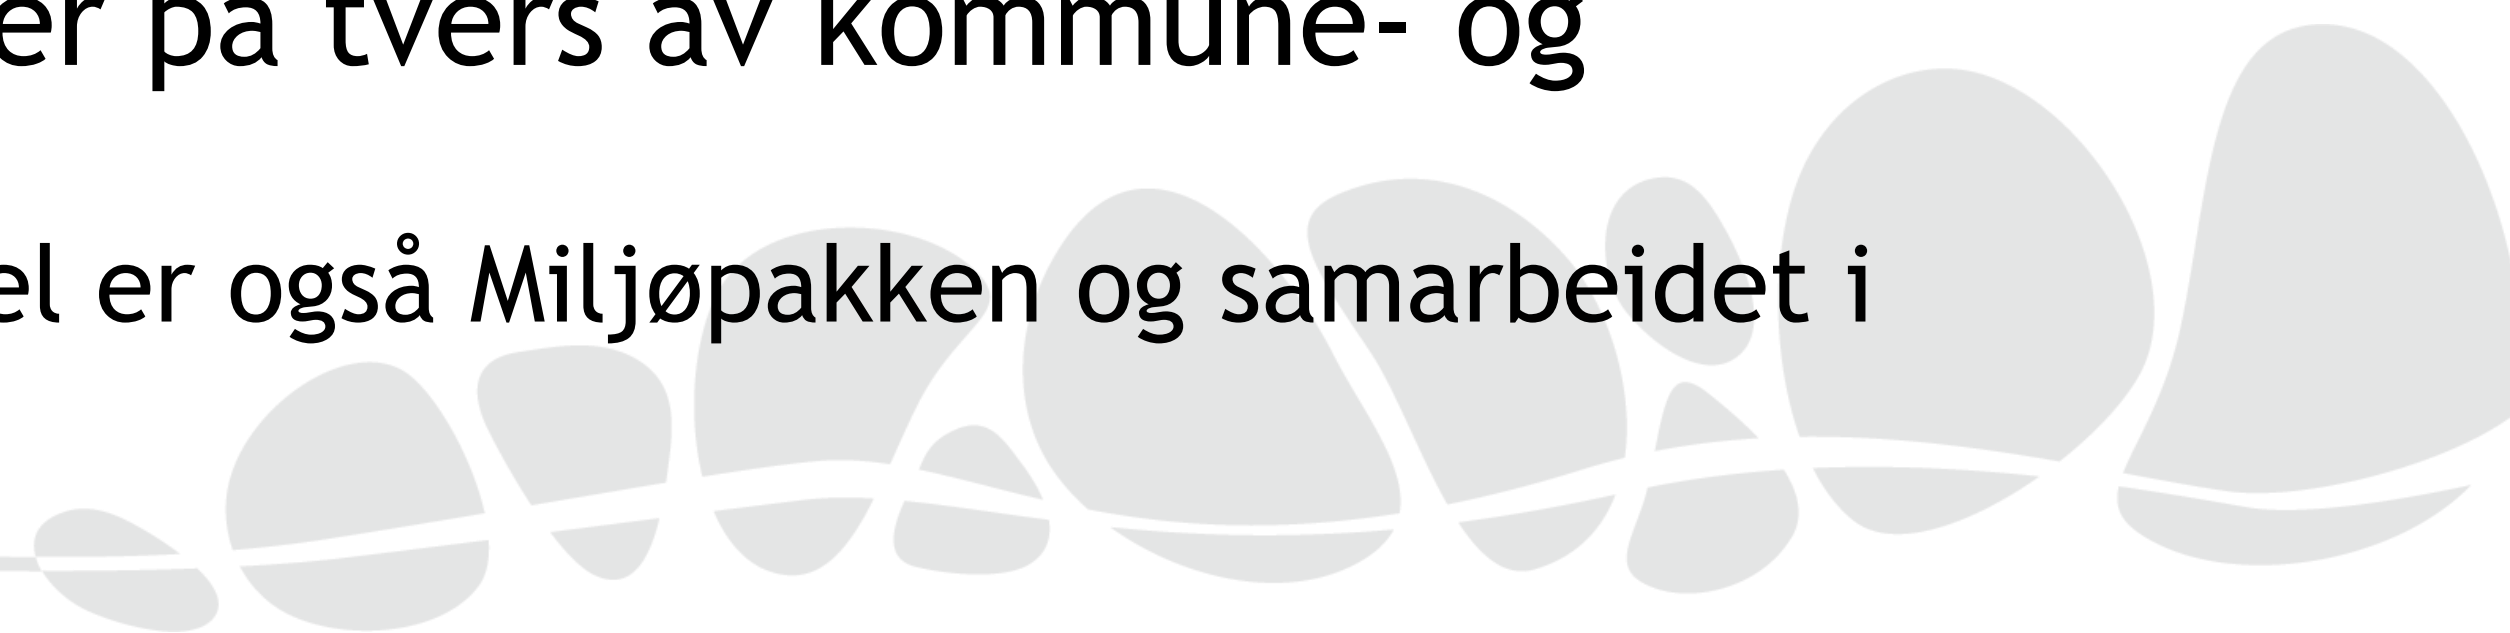 er på tvers av kommune- og
el er også Miljøpakken og samarbeidet i